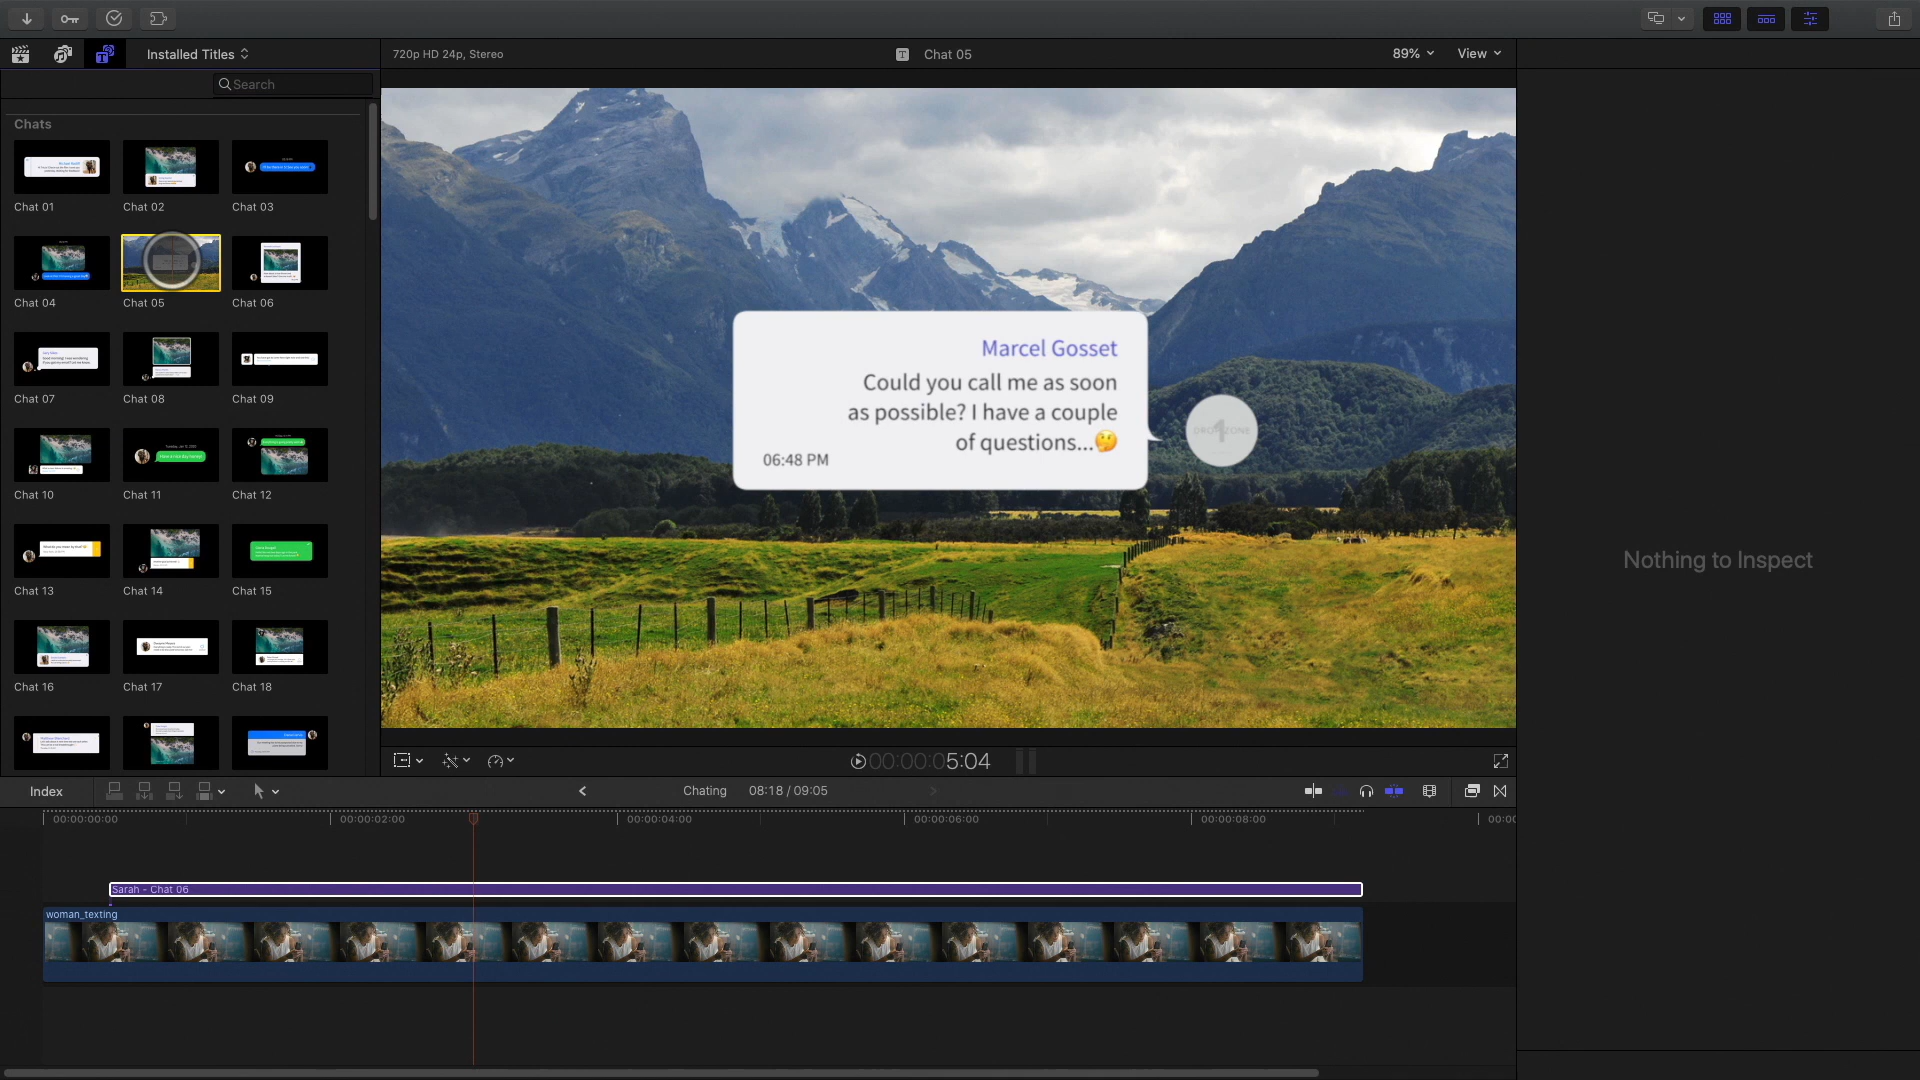 Installed Titles
720p HD 24p, Stereo
Chat 05
89%
View
Search
Chats
Chat 01
Chat 02
Chat 03
Chat 04
Chat 05
Chat 06
Chat 07
Chat 08
Chat 09
Chat 10
Chat 11
Chat 12
Chat 13
Chat 14
Chat 15
Chat 16
Chat 17
Chat 18
Marcel Gosset
Could you call me as soon
as possible? I have a couple
of questions...🤔
06:48 PM
DROP ZONE
1
Nothing to Inspect
00:00:05:04
Index
Chating
08:18 / 09:05
00:00:00:00
00:00:02:00
00:00:04:00
00:00:06:00
00:00:08:00
Sarah - Chat 06
woman_texting